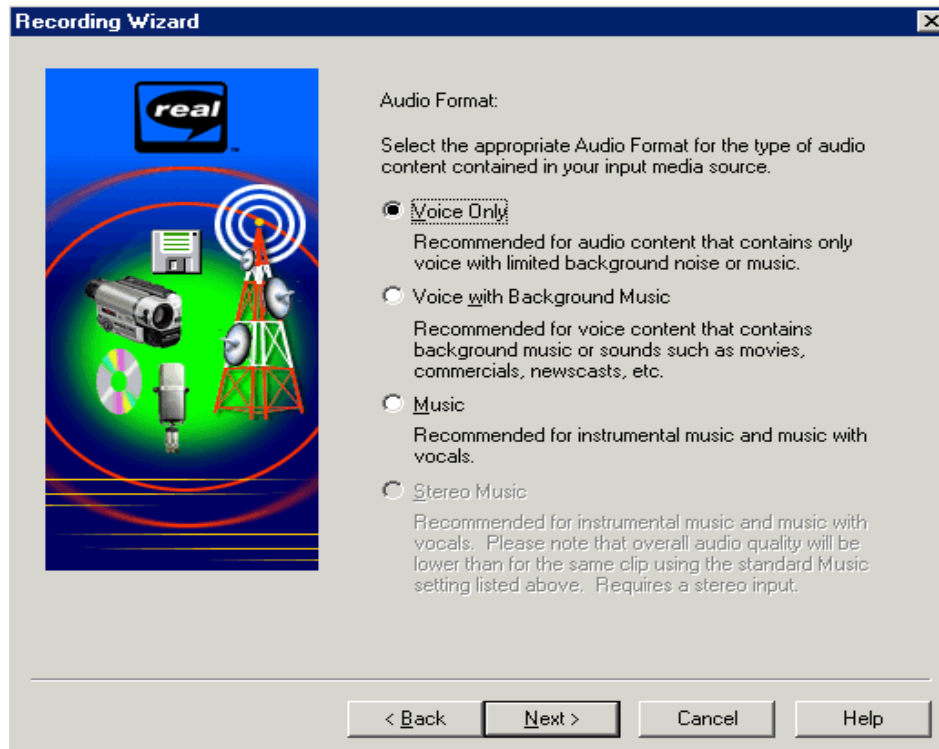 Recording Wizard
real
Audio Format:
Select the appropriate Audio Format for the type of audio
content contained in your input media source.
Voice Only
Recommended for audio content that contains only
voice with limited background noise or music.
Voice with Background Music
Recommended for voice content that contains
background music or sounds such as movies,
commercials, newscasts, etc.
Music
Recommended for instrumental music and music with
vocals.
Stereo Music
Recommended for instrumental music and music with
vocals. Please note that overall audio quality will be
lower than for the same clip using the standard Music
setting listed above. Requires a stereo input.
< Back Next > Cancel Help